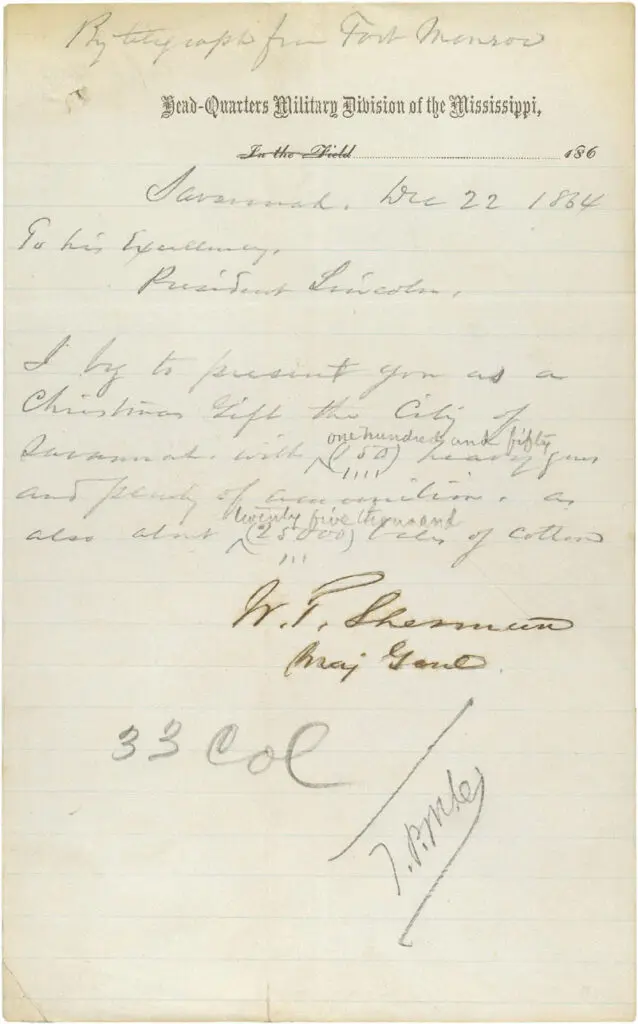 By telegraph from Fort Monroe
Head-Quarters Military Division of the Mississippi,
In the Field 186
Savannah. Dec 22 1864
To his Excellency,
President Lincoln.
I beg to present you as a
Christmas Gift the City of
one hundred and fifty
Savannah. with (150) heavy guns
and plenty of ammunition. as
twenty five thousand
also about (25000) bales of cotton
W. T. Sherman
Maj Genl.
33 Col